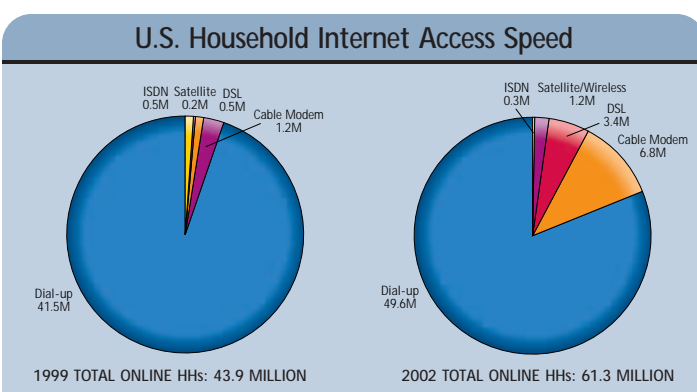 U.S. Household Internet Access Speed
ISDN
0.5M
Satellite
0.2M
DSL
0.5M
Cable Modem
1.2M
Dial-up
41.5M
1999 TOTAL ONLINE HHs: 43.9 MILLION
ISDN
0.3M
Satellite/Wireless
1.2M
DSL
3.4M
Cable Modem
6.8M
Dial-up
49.6M
2002 TOTAL ONLINE HHs: 61.3 MILLION